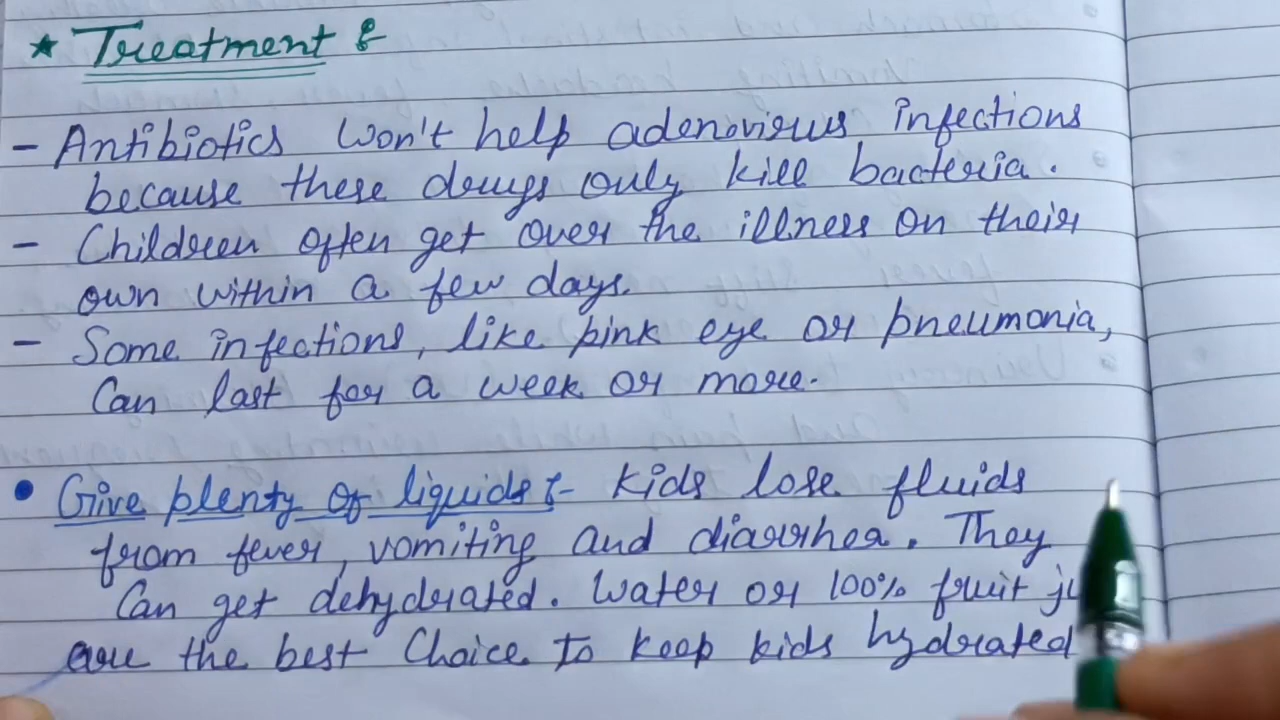 * Treatment :-
- Antibiotics won't help adenovirus infections
because these drugs only kill bacteria.
- Children often get over the illness on their
own within a few days.
- Some infections, like pink eye or pneumonia,
Can last for a week or more.
• Give plenty of liquids :- Kids lose fluids
from fever, vomiting and diarrhea. They
Can get dehydrated. Water or 100% fruit
are the best Choice to keep kids hydrated